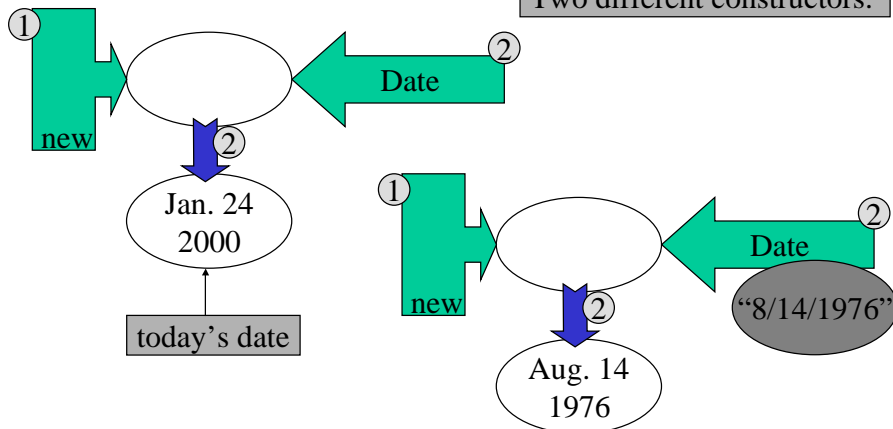 Two different constructors.
1
2
Date
new
2
Jan. 24
2000
today’s date
1
2
Date
new
“8/14/1976”
2
Aug. 14
1976